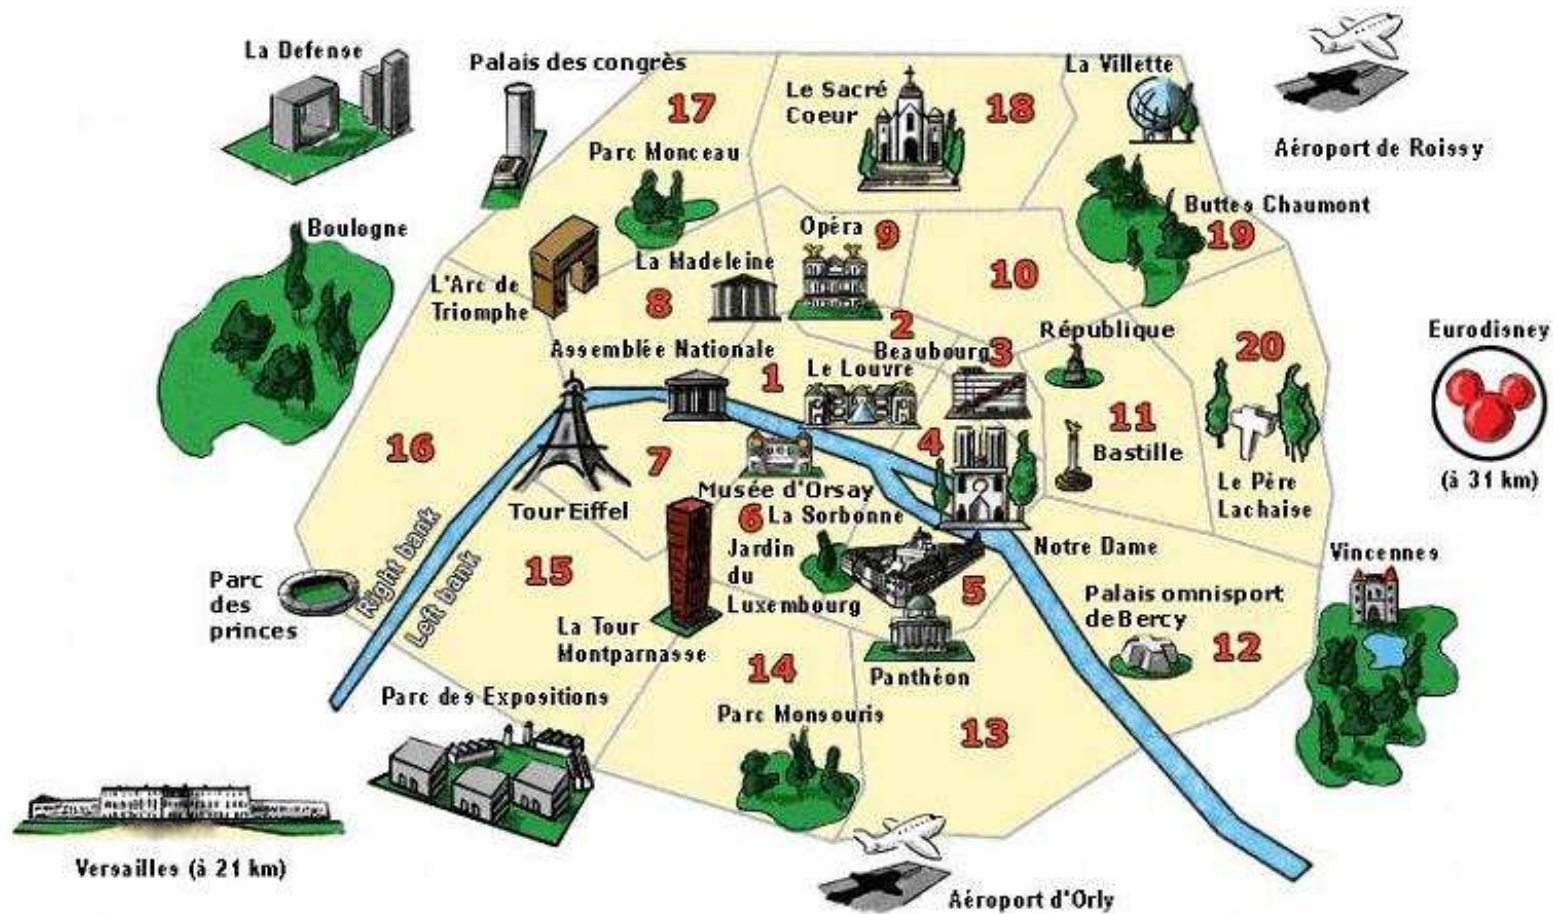 La Defense
Palais des congrès
17
Le Sacré
Coeur
18
La Villette
Aéroport de Roissy
Parc Monceau
Boulogne
Opéra
9
Buttes Chaumont
19
L'Arc de
Triomphe
La Madeleine
8
10
2
République
Assemblée Nationale
1
Le Louvre
Beaubourg
3
20
Eurodisney
(à 31 km)
16
7
4
11
Bastille
Le Père
Lachaise
Musée d'Orsay
Tour Eiffel
6
La Sorbonne
Notre Dame
Vincennes
Right bank
Left bank
15
Jardin
du
Luxembourg
5
Parc
des
princes
La Tour
Montparnasse
Palais omnisport
de Bercy
12
14
Panthéon
Parc des Expositions
Parc Monsouris
13
Versailles (à 21 km)
Aéroport d'Orly